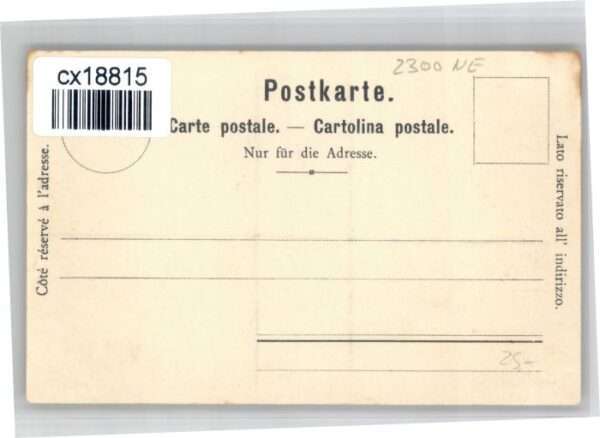 cx18815
2300 NE
Postkarte.
Carte postale. — Cartolina postale.
Nur für die Adresse.
Côté réservé à l'adresse.
Lato riservato all' indirizzo.
25-